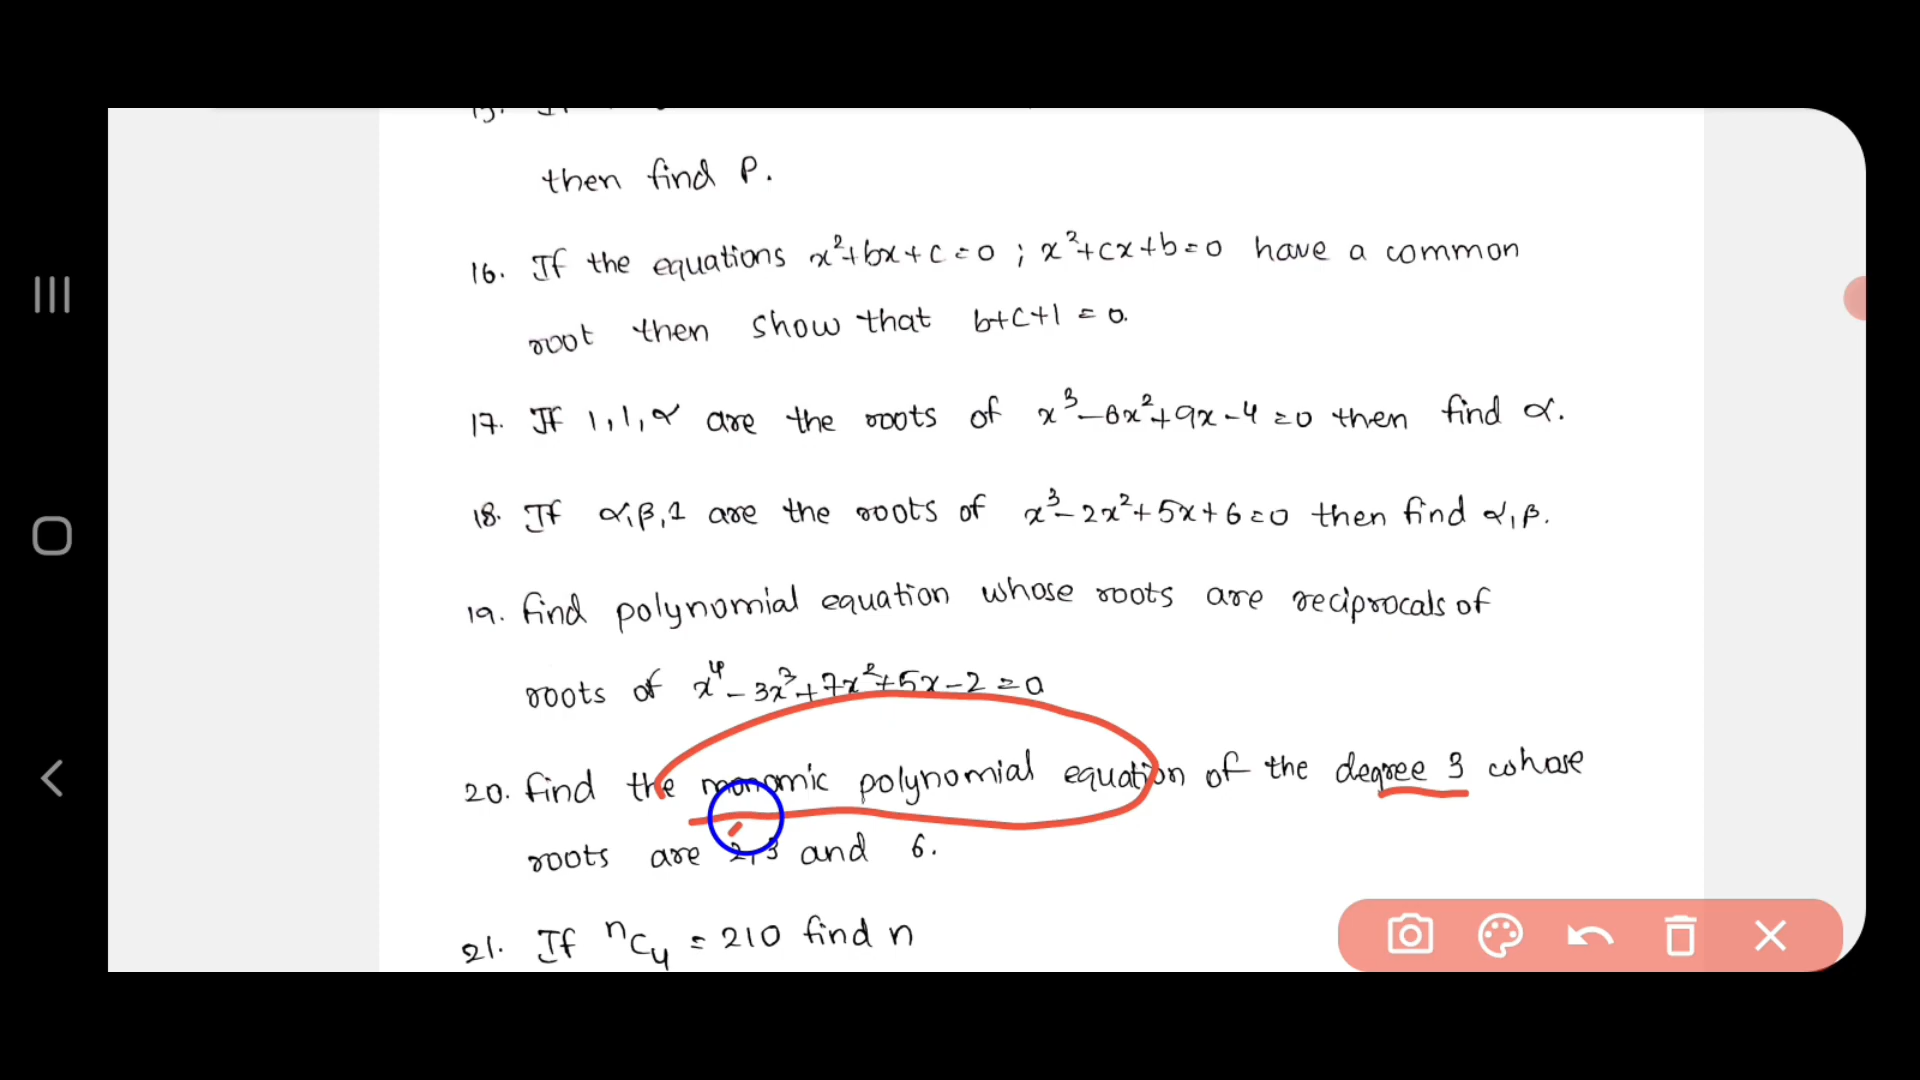 then find P.
16. If the equations x²+bx+c=0 ; x²+cx+b=0 have a common
root then show that b+c+1=0.
17. If 1,1,α are the roots of x³-6x²+9x-4=0 then find α.
18. If α,β,1 are the roots of x³-2x²+5x+6=0 then find α,β.
19. find polynomial equation whose roots are reciprocals of
roots of x⁴-3x³+7x²+5x-2=0
20. find the monomic polynomial equation of the degree 3 whose
roots are 2,3 and 6.
21. If ⁿC₄ = 210 find n